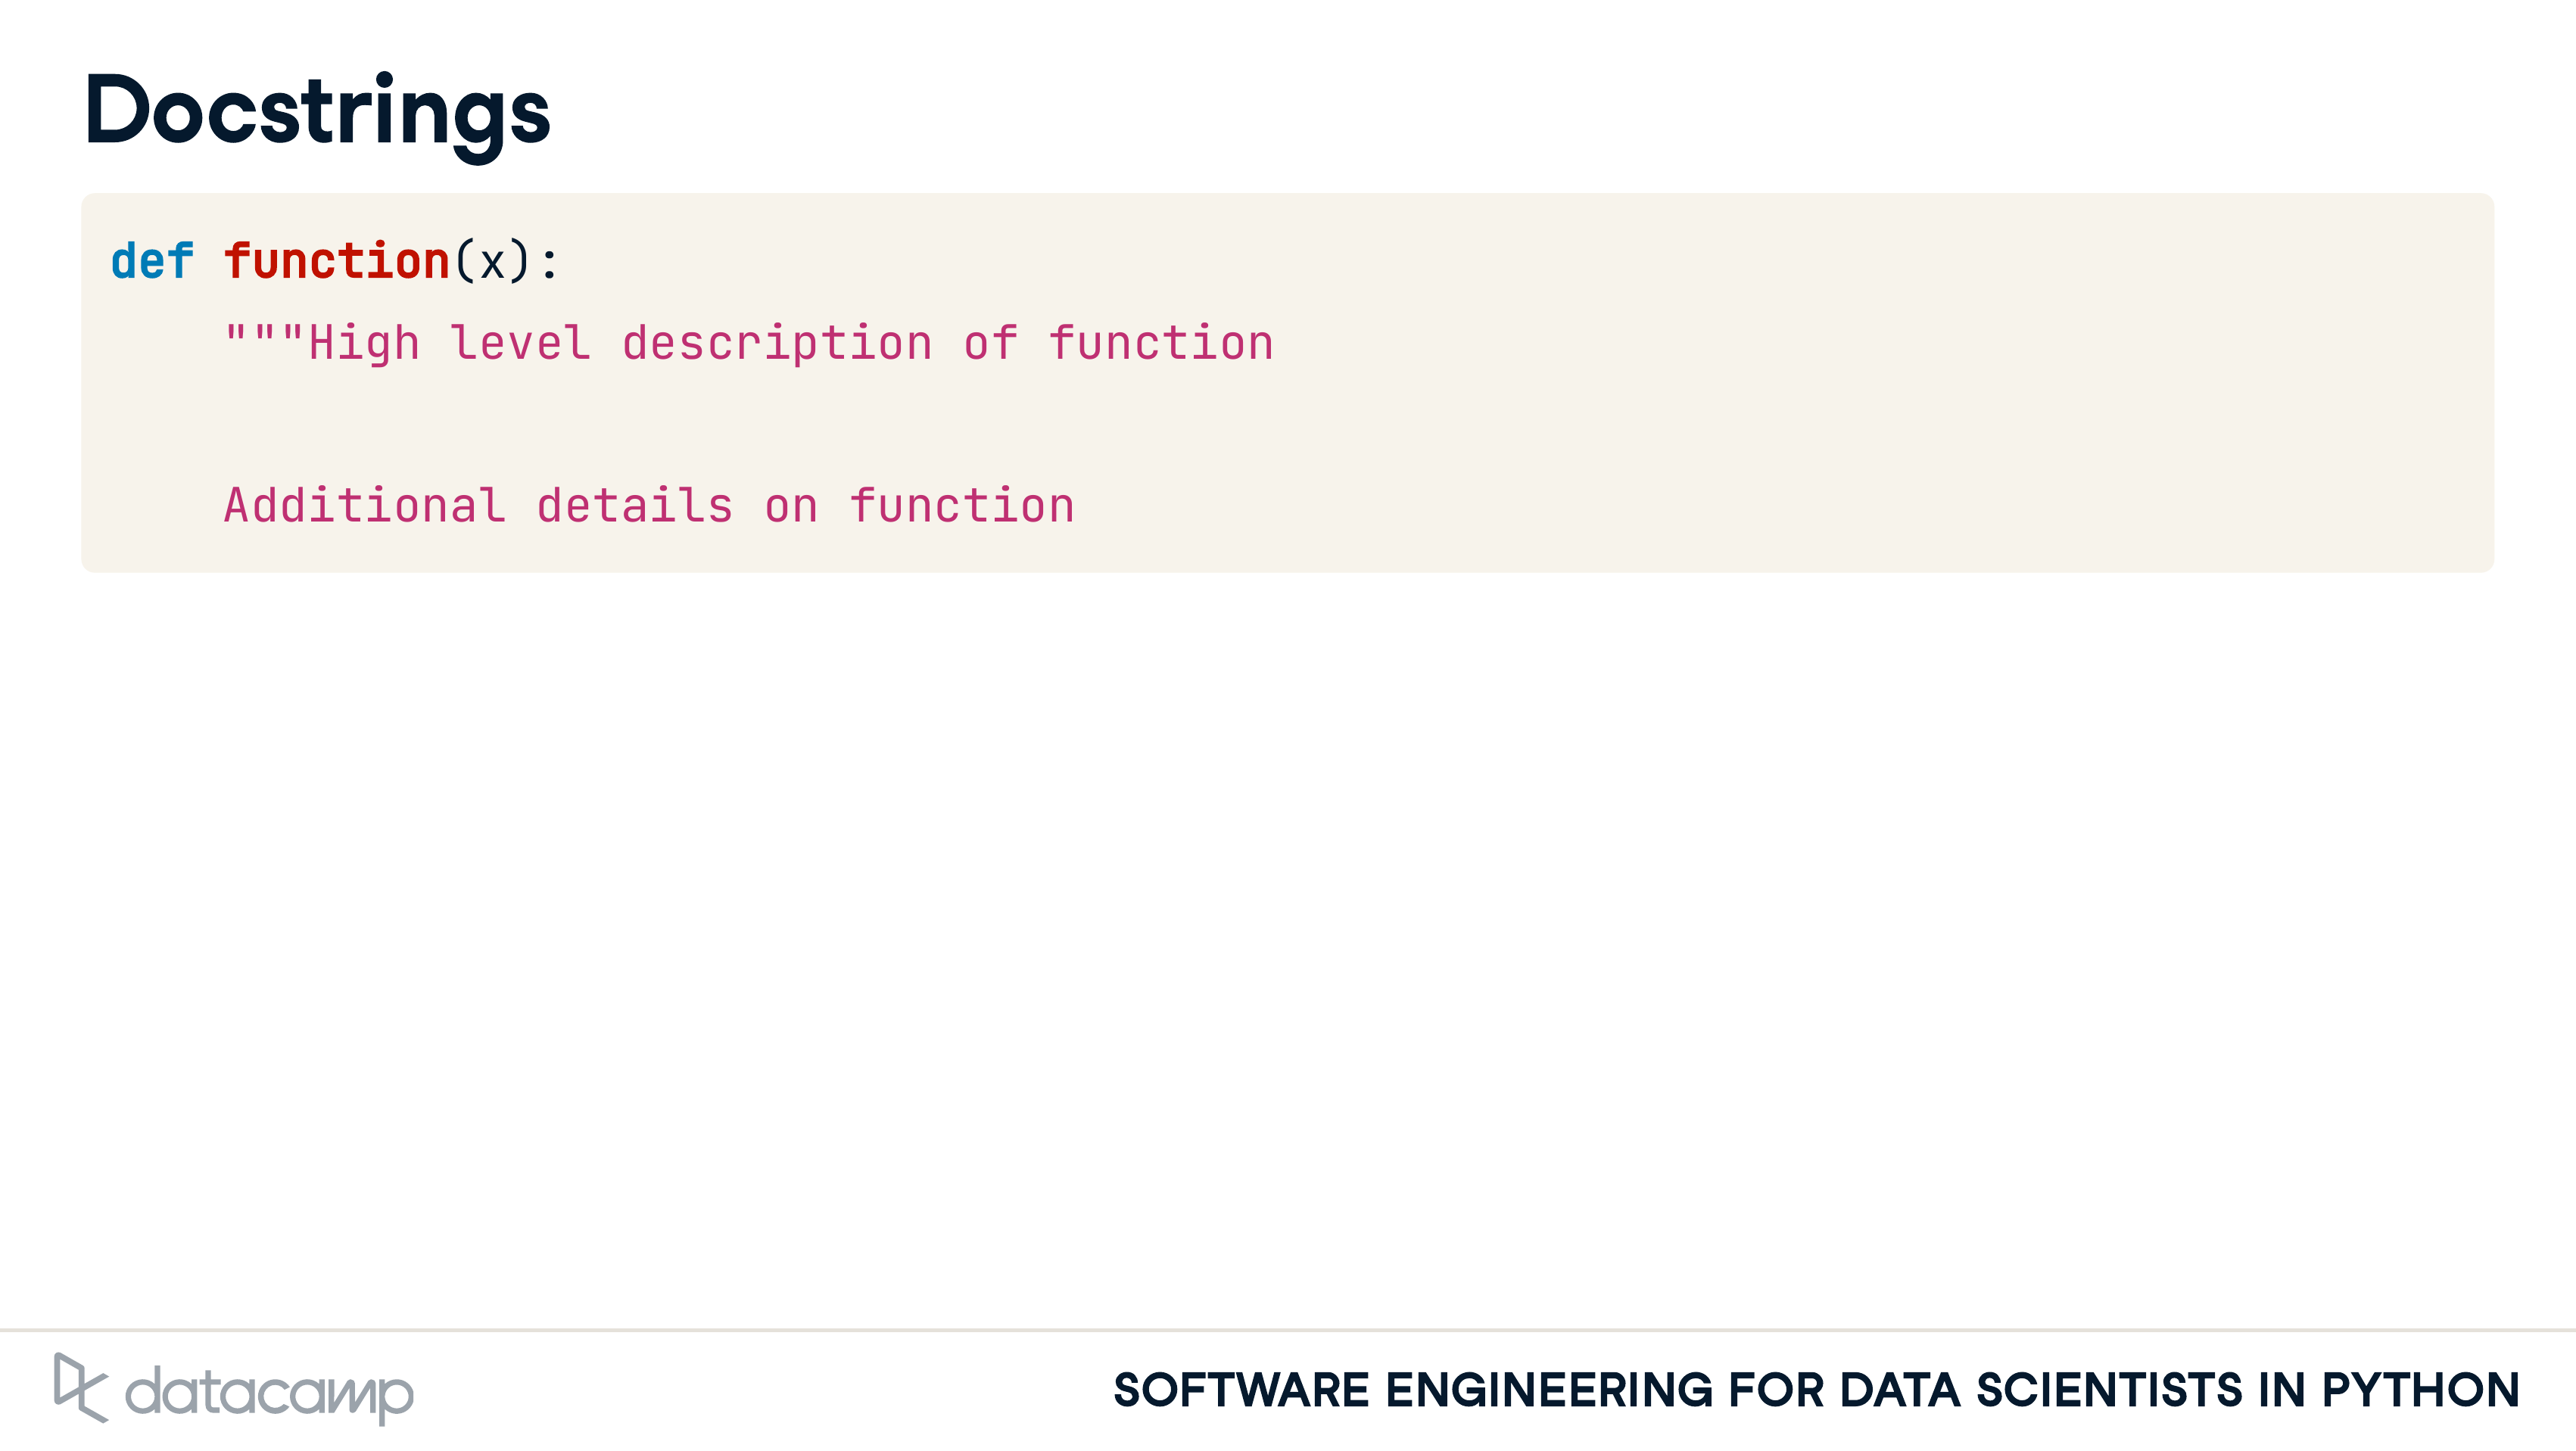 Docstrings
def function(x):
    """High level description of function

    Additional details on function
datacamp
SOFTWARE ENGINEERING FOR DATA SCIENTISTS IN PYTHON